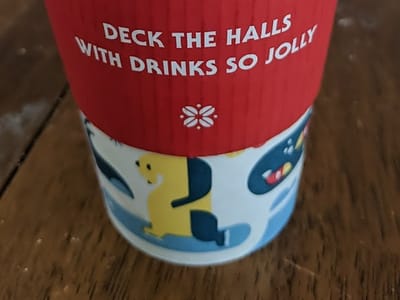 DECK THE HALLS
WITH DRINKS SO JOLLY